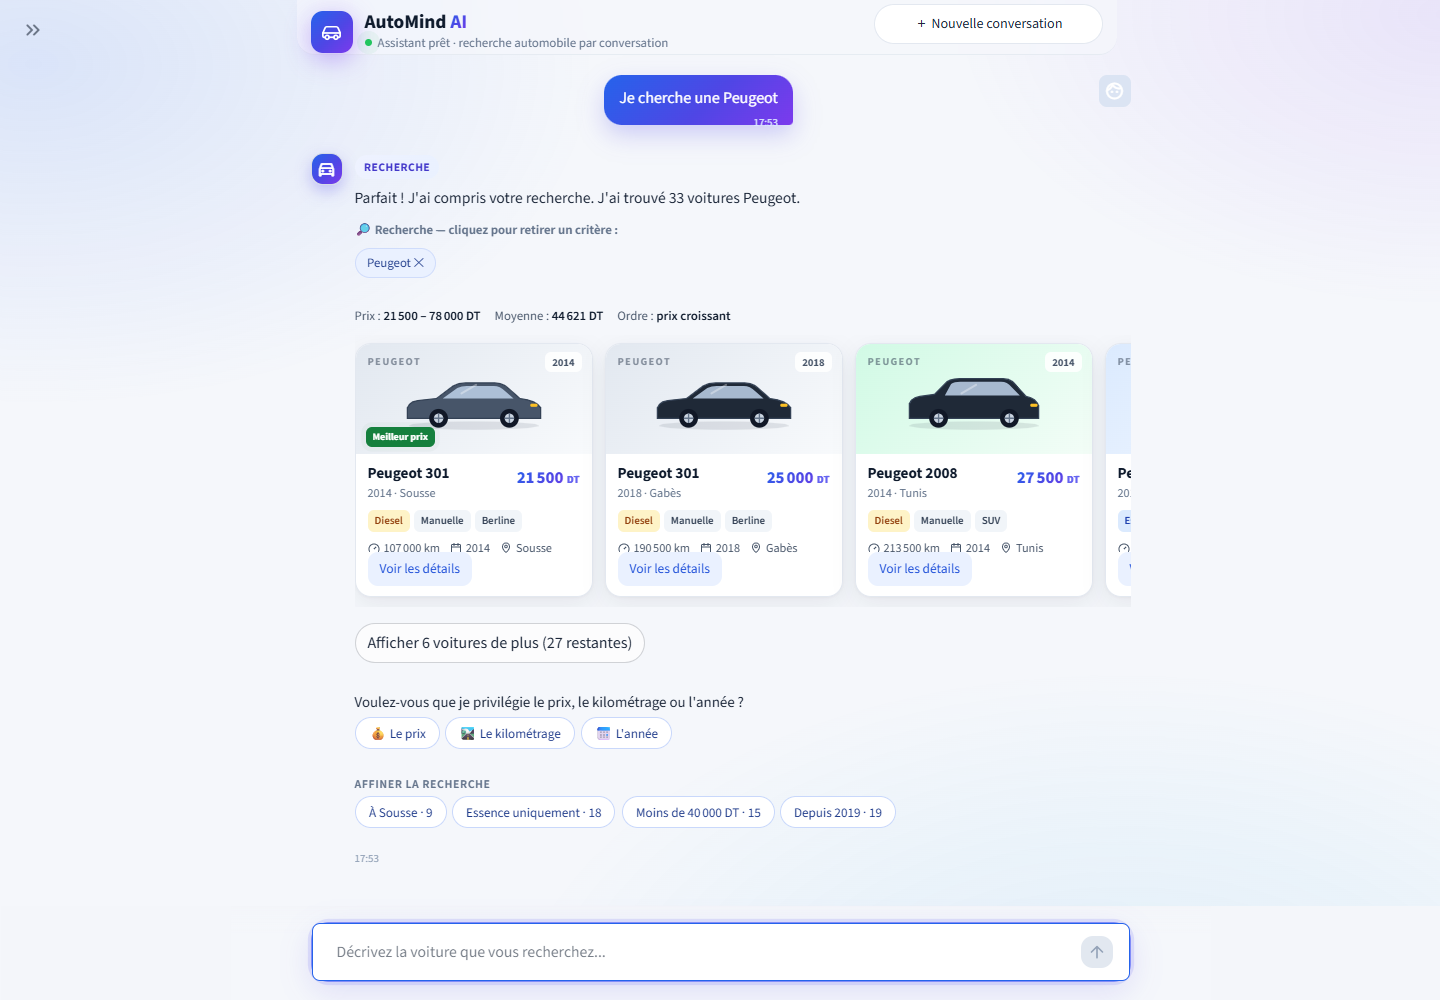 AutoMind AI
Assistant prêt · recherche automobile par conversation
+ Nouvelle conversation
Je cherche une Peugeot
17:53
RECHERCHE
Parfait ! J'ai compris votre recherche. J'ai trouvé 33 voitures Peugeot.
Recherche — cliquez pour retirer un critère :
Peugeot
Prix : 21 500 – 78 000 DT Moyenne : 44 621 DT Ordre : prix croissant
PEUGEOT 2014
Meilleur prix
Peugeot 301 21 500 DT
2014 · Sousse
Diesel Manuelle Berline
107 000 km 2014 Sousse
Voir les détails
PEUGEOT 2018
Peugeot 301 25 000 DT
2018 · Gabès
Diesel Manuelle Berline
190 500 km 2018 Gabès
Voir les détails
PEUGEOT 2014
Peugeot 2008 27 500 DT
2014 · Tunis
Diesel Manuelle SUV
213 500 km 2014 Tunis
Voir les détails
PE
Pe
20
E
Afficher 6 voitures de plus (27 restantes)
Voulez-vous que je privilégie le prix, le kilométrage ou l'année ?
Le prix Le kilométrage L'année
AFFINER LA RECHERCHE
À Sousse · 9 Essence uniquement · 18 Moins de 40 000 DT · 15 Depuis 2019 · 19
17:53
Décrivez la voiture que vous recherchez...